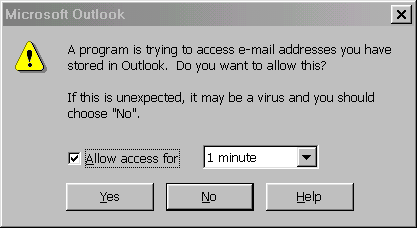 Microsoft Outlook
A program is trying to access e-mail addresses you have
stored in Outlook. Do you want to allow this?
If this is unexpected, it may be a virus and you should
choose "No".
Allow access for
1 minute
Yes
No
Help